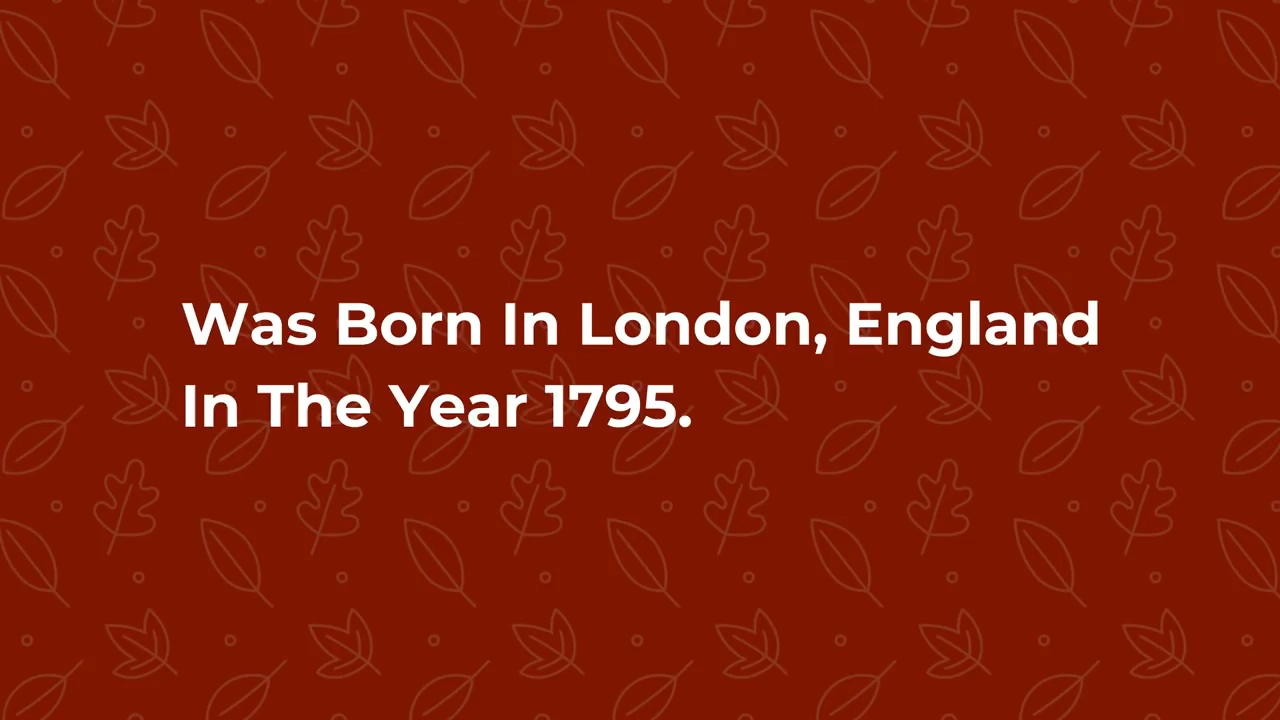 Was Born In London, England
In The Year 1795.